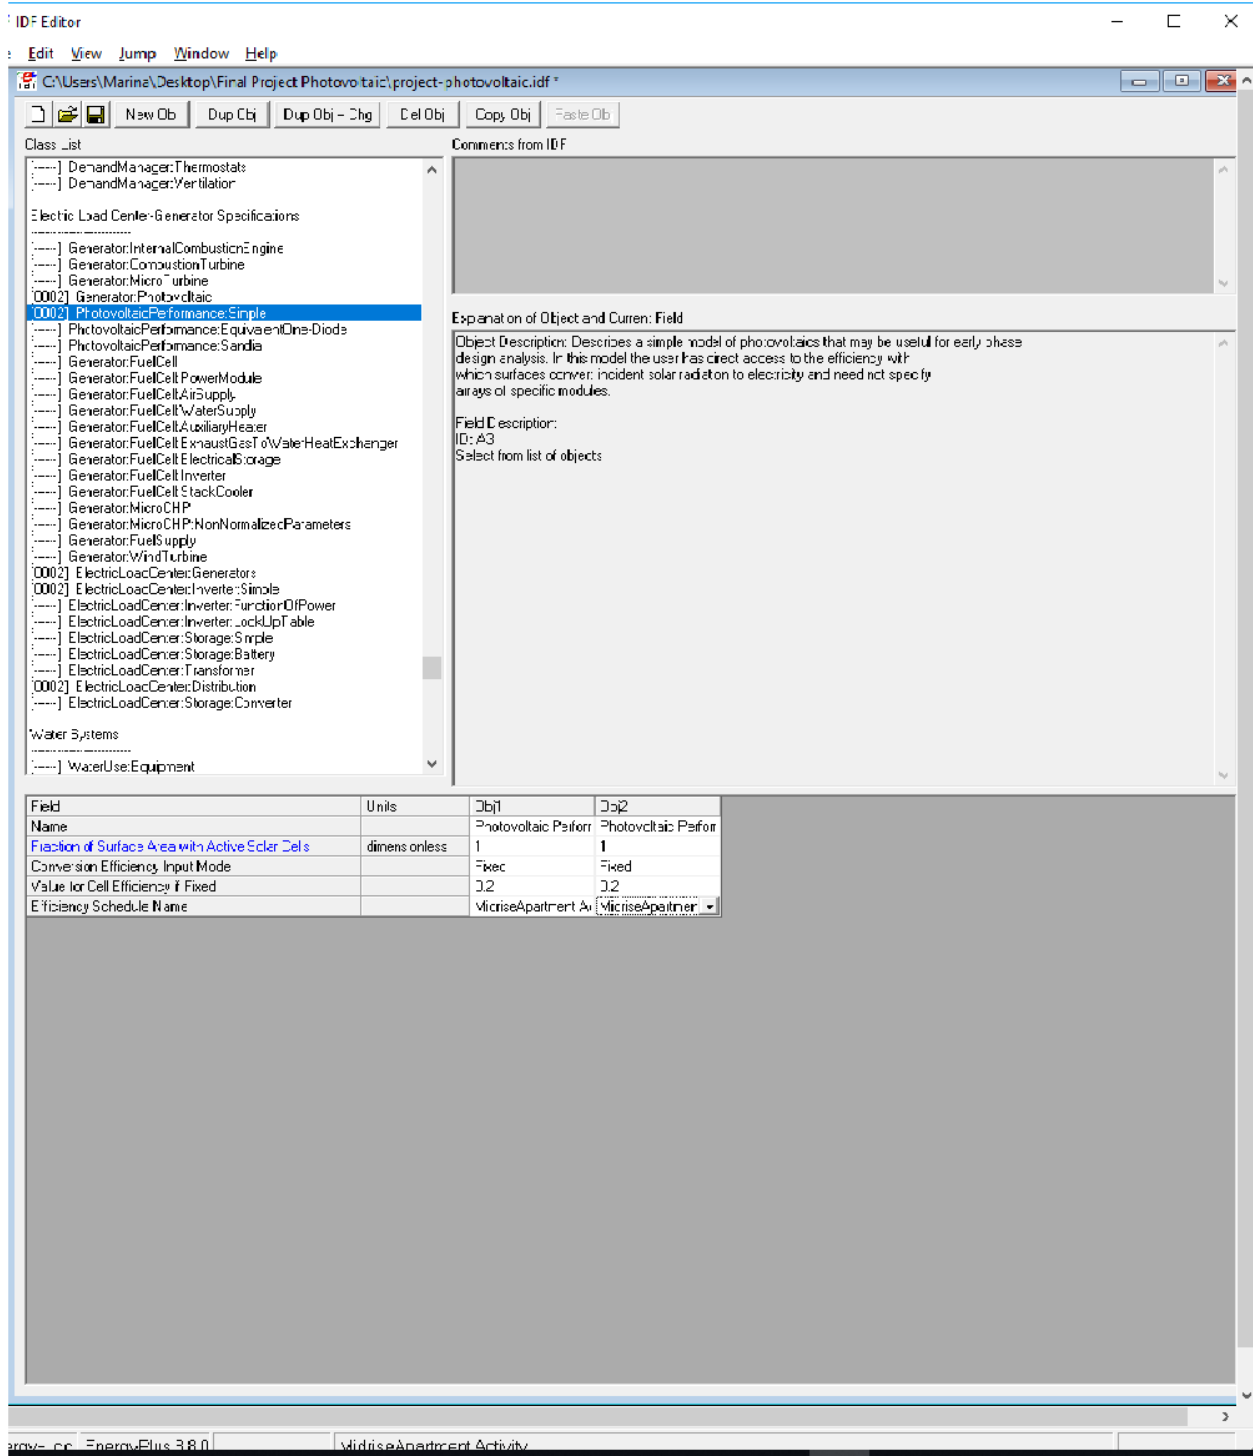 IDF Editor
Edit View Jump Window Help
C:\Users\Marina\Desktop\Final Project Photovoltaic\project-photovoltaic.idf *
New Obj Dup Obj Dup Obj + Chg Del Obj Copy Obj Paste Obj
Class List
Comments from IDF
[------] DemandManager:Thermostats
[------] DemandManager:Ventilation
Electric Load Center-Generator Specifications
------------------------
[------] Generator:InternalCombustionEngine
[------] Generator:CombustionTurbine
[------] Generator:MicroTurbine
[0002] Generator:Photovoltaic
[0002] PhotovoltaicPerformance:Simple
[------] PhotovoltaicPerformance:EquivalentOne-Diode
[------] PhotovoltaicPerformance:Sandia
[------] Generator:FuelCell
[------] Generator:FuelCell:PowerModule
[------] Generator:FuelCell:AirSupply
[------] Generator:FuelCell:WaterSupply
[------] Generator:FuelCell:AuxiliaryHeater
[------] Generator:FuelCell:ExhaustGasToWaterHeatExchanger
[------] Generator:FuelCell:ElectricalStorage
[------] Generator:FuelCell:Inverter
[------] Generator:FuelCell:StackCooler
[------] Generator:MicroCHP
[------] Generator:MicroCHP:NonNormalizedParameters
[------] Generator:FuelSupply
[------] Generator:WindTurbine
[0002] ElectricLoadCenter:Generators
[0002] ElectricLoadCenter:Inverter:Simple
[------] ElectricLoadCenter:Inverter:FunctionOfPower
[------] ElectricLoadCenter:Inverter:LookUpTable
[------] ElectricLoadCenter:Storage:Simple
[------] ElectricLoadCenter:Storage:Battery
[------] ElectricLoadCenter:Transformer
[0002] ElectricLoadCenter:Distribution
[------] ElectricLoadCenter:Storage:Converter
Water Systems
------------------------
[------] WaterUse:Equipment
Explanation of Object and Current Field
Object Description: Describes a simple model of photovoltaics that may be useful for early phase
design analysis. In this model the user has direct access to the efficiency with
which surfaces convert incident solar radiation to electricity and need not specify
arrays of specific modules.
Field Description:
ID: A3
Select from list of objects
Field Units Obj1 Obj2
Name Photovoltaic Perforr Photovoltaic Perforr
Fraction of Surface Area with Active Solar Cells dimensionless 1 1
Conversion Efficiency Input Mode Fixed Fixed
Value for Cell Efficiency if Fixed 0.2 0.2
Efficiency Schedule Name MidriseApartment A MidriseApartmen
EnergyPlus 8.8.0 MidriseApartment Activity